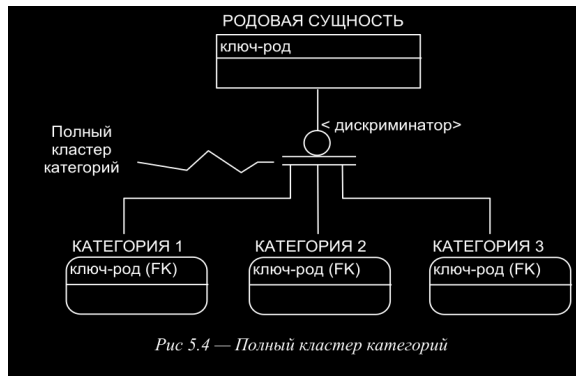 РОДОВАЯ СУЩНОСТЬ
ключ-род
< дискриминатор>
Полный
кластер
категорий
КАТЕГОРИЯ 1
КАТЕГОРИЯ 2
КАТЕГОРИЯ 3
ключ-род (FK)
ключ-род (FK)
ключ-род (FK)
Рис 5.4 — Полный кластер категорий